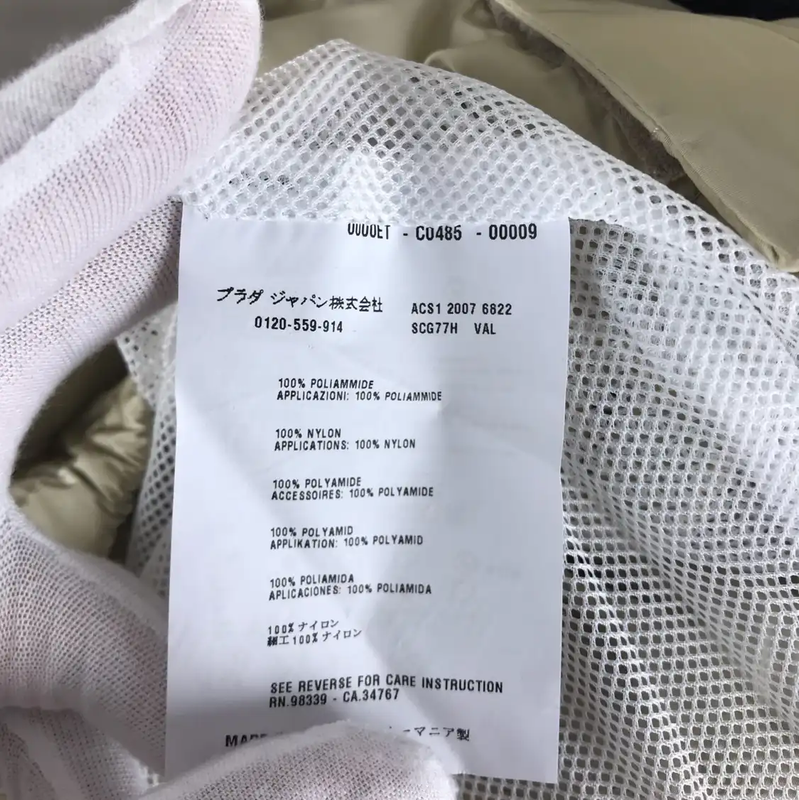 - C0485 - 00009
プラダ ジャパン株式会社
0120-559-914
ACS1 2007 6822
SCG77H VAL
100% POLIAMMIDE
APPLICAZIONI: 100% POLIAMMIDE
100% NYLON
APPLICATIONS: 100% NYLON
100% POLYAMIDE
ACCESSOIRES: 100% POLYAMIDE
100% POLYAMID
APPLIKATION: 100% POLYAMID
100% POLIAMIDA
APLICACIONES: 100% POLIAMIDA
100% ナイロン
細工100% ナイロン
SEE REVERSE FOR CARE INSTRUCTION
RN.98339 - CA.34767
マニア製